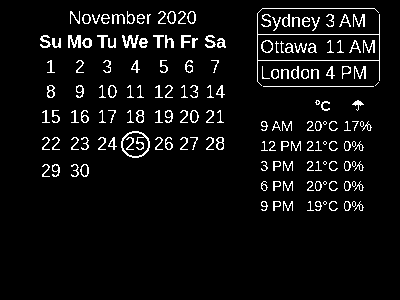 November 2020
Su Mo Tu We Th Fr Sa
1 2 3 4 5 6 7
8 9 10 11 12 13 14
15 16 17 18 19 20 21
22 23 24 25 26 27 28
29 30
Sydney 3 AM
Ottawa 11 AM
London 4 PM
°C
9 AM 20°C 17%
12 PM 21°C 0%
3 PM 21°C 0%
6 PM 20°C 0%
9 PM 19°C 0%